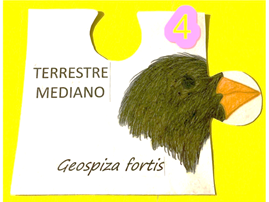 4
TERRESTRE
MEDIANO
Geospiza fortis